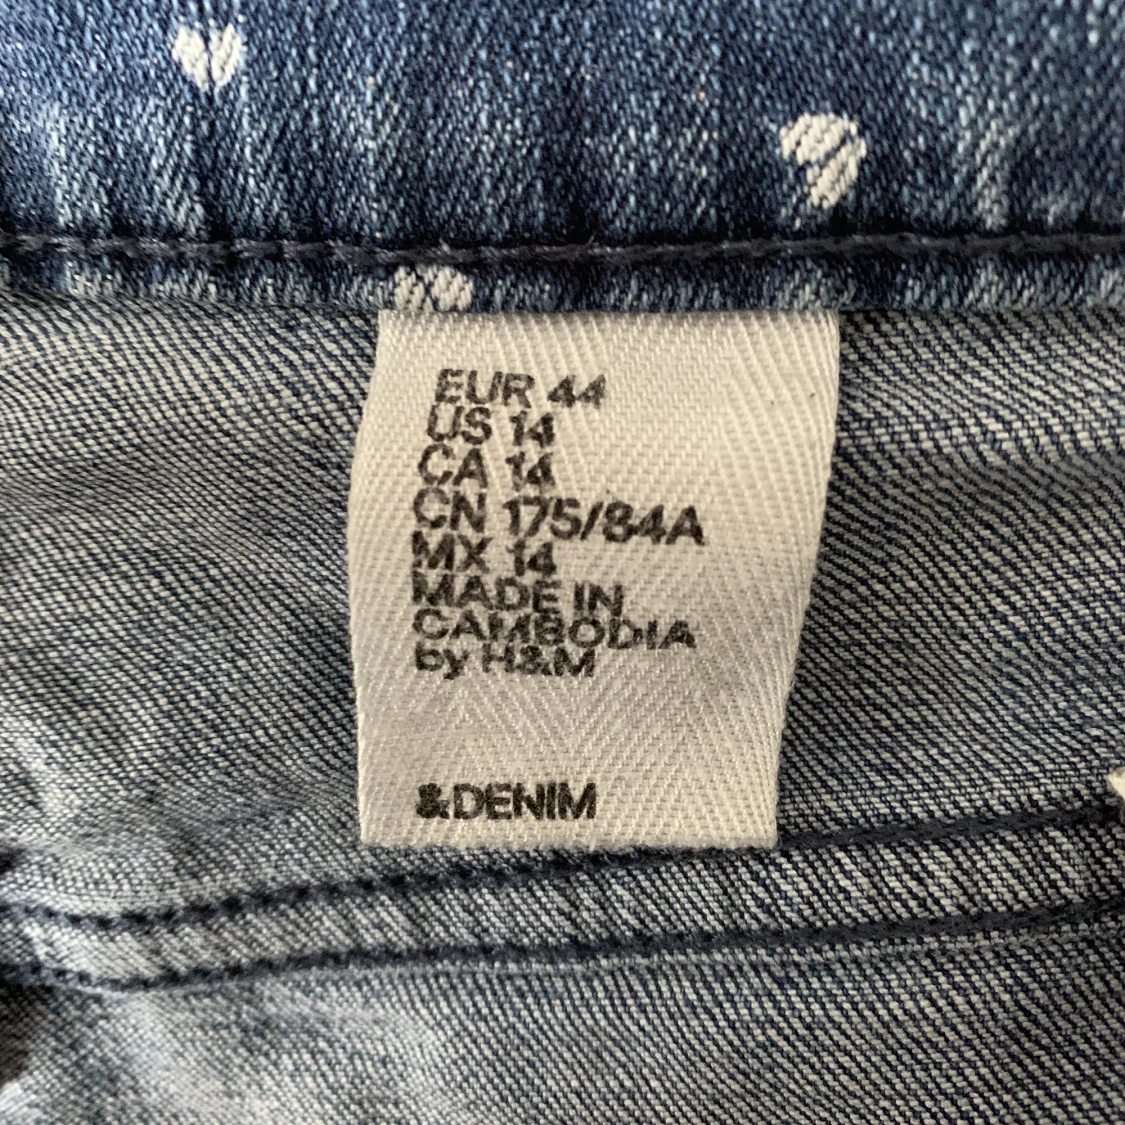 EUR 44
US 14
CA 14
CN 175/84A
MX 14
MADE IN
CAMBODIA
by H&M
&DENIM